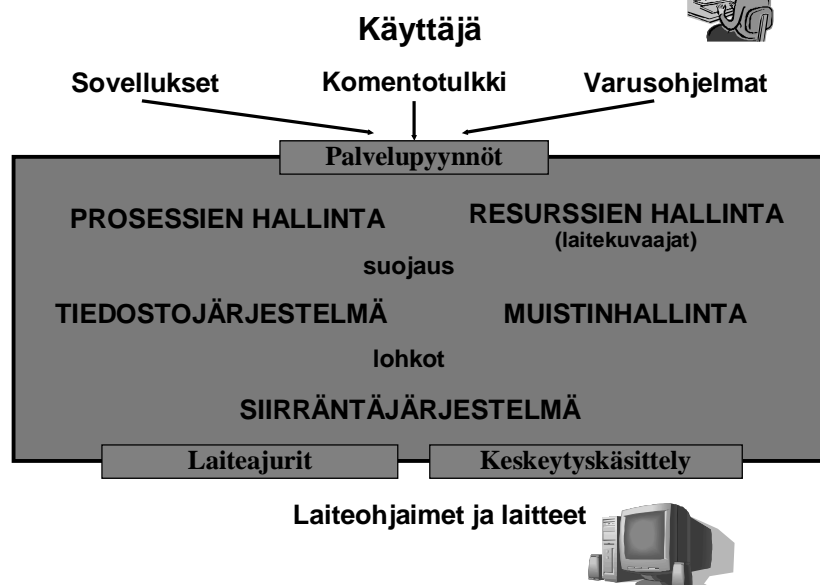 Käyttäjä
Sovellukset Komentotulkki Varusohjelmat
Palvelupyynnöt
PROSESSIEN HALLINTA RESURSSIEN HALLINTA
(laitekuvaajat)
suojaus
TIEDOSTOJÄRJESTELMÄ MUISTINHALLINTA
lohkot
SIIRRÄNTÄJÄRJESTELMÄ
Laiteajurit Keskeytyskäsittely
Laiteohjaimet ja laitteet